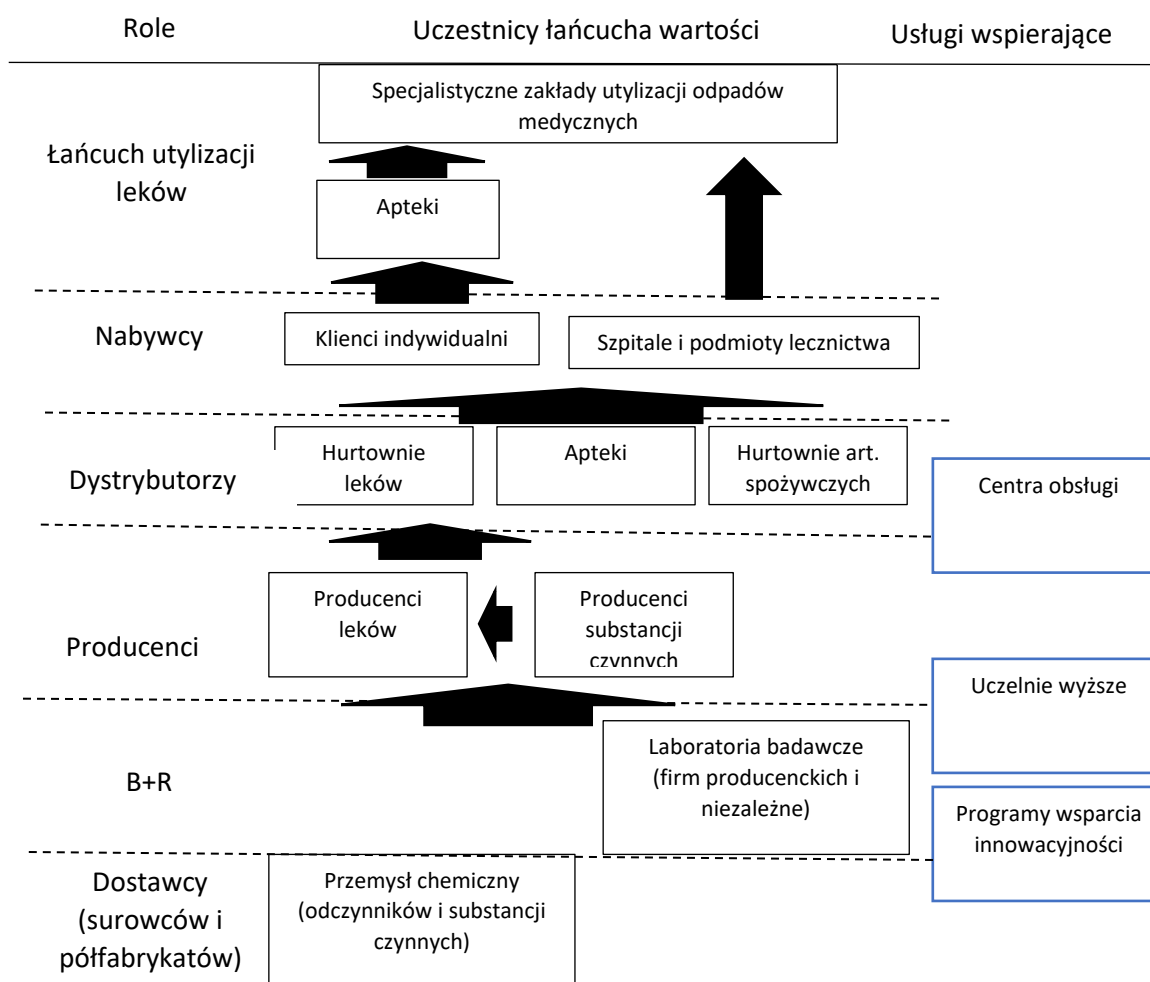 Role
Uczestnicy łańcucha wartości
Usługi wspierające
Specjalistyczne zakłady utylizacji odpadów
medycznych
Łańcuch utylizacji
leków
Apteki
Nabywcy
Klienci indywidualni
Szpitale i podmioty lecznictwa
Dystrybutorzy
Hurtownie
leków
Apteki
Hurtownie art.
spożywczych
Centra obsługi
Producenci
Producenci
leków
Producenci
substancji
czynnych
Uczelnie wyższe
B+R
Laboratoria badawcze
(firm producenckich i
niezależne)
Programy wsparcia
innowacyjności
Dostawcy
(surowców i
półfabrykatów)
Przemysł chemiczny
(odczynników i substancji
czynnych)